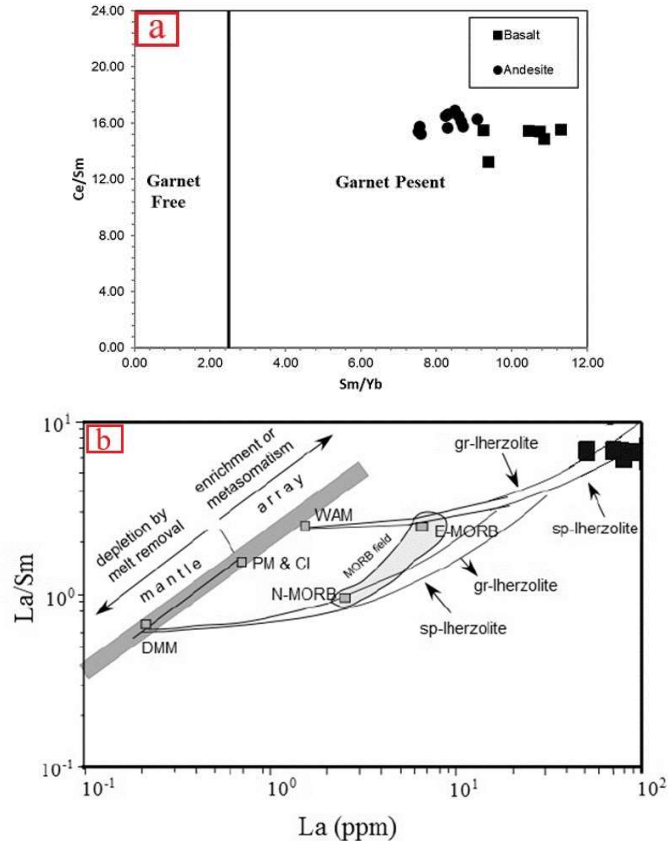 a
24.00
20.00
16.00
12.00
8.00
4.00
0.00
Ce/Sm
Basalt
Andesite
Garnet
Free
Garnet Pesent
0.00 2.00 4.00 6.00 8.00 10.00 12.00
Sm/Yb
b
10¹
10⁰
10⁻¹
La/Sm
enrichment or
metasomatism
depletion by
melt removal
mantle
array
WAM
PM & CI
DMM
MORB field
E-MORB
N-MORB
gr-lherzolite
sp-lherzolite
gr-lherzolite
sp-lherzolite
10⁻¹ 10⁰ 10¹ 10²
La (ppm)